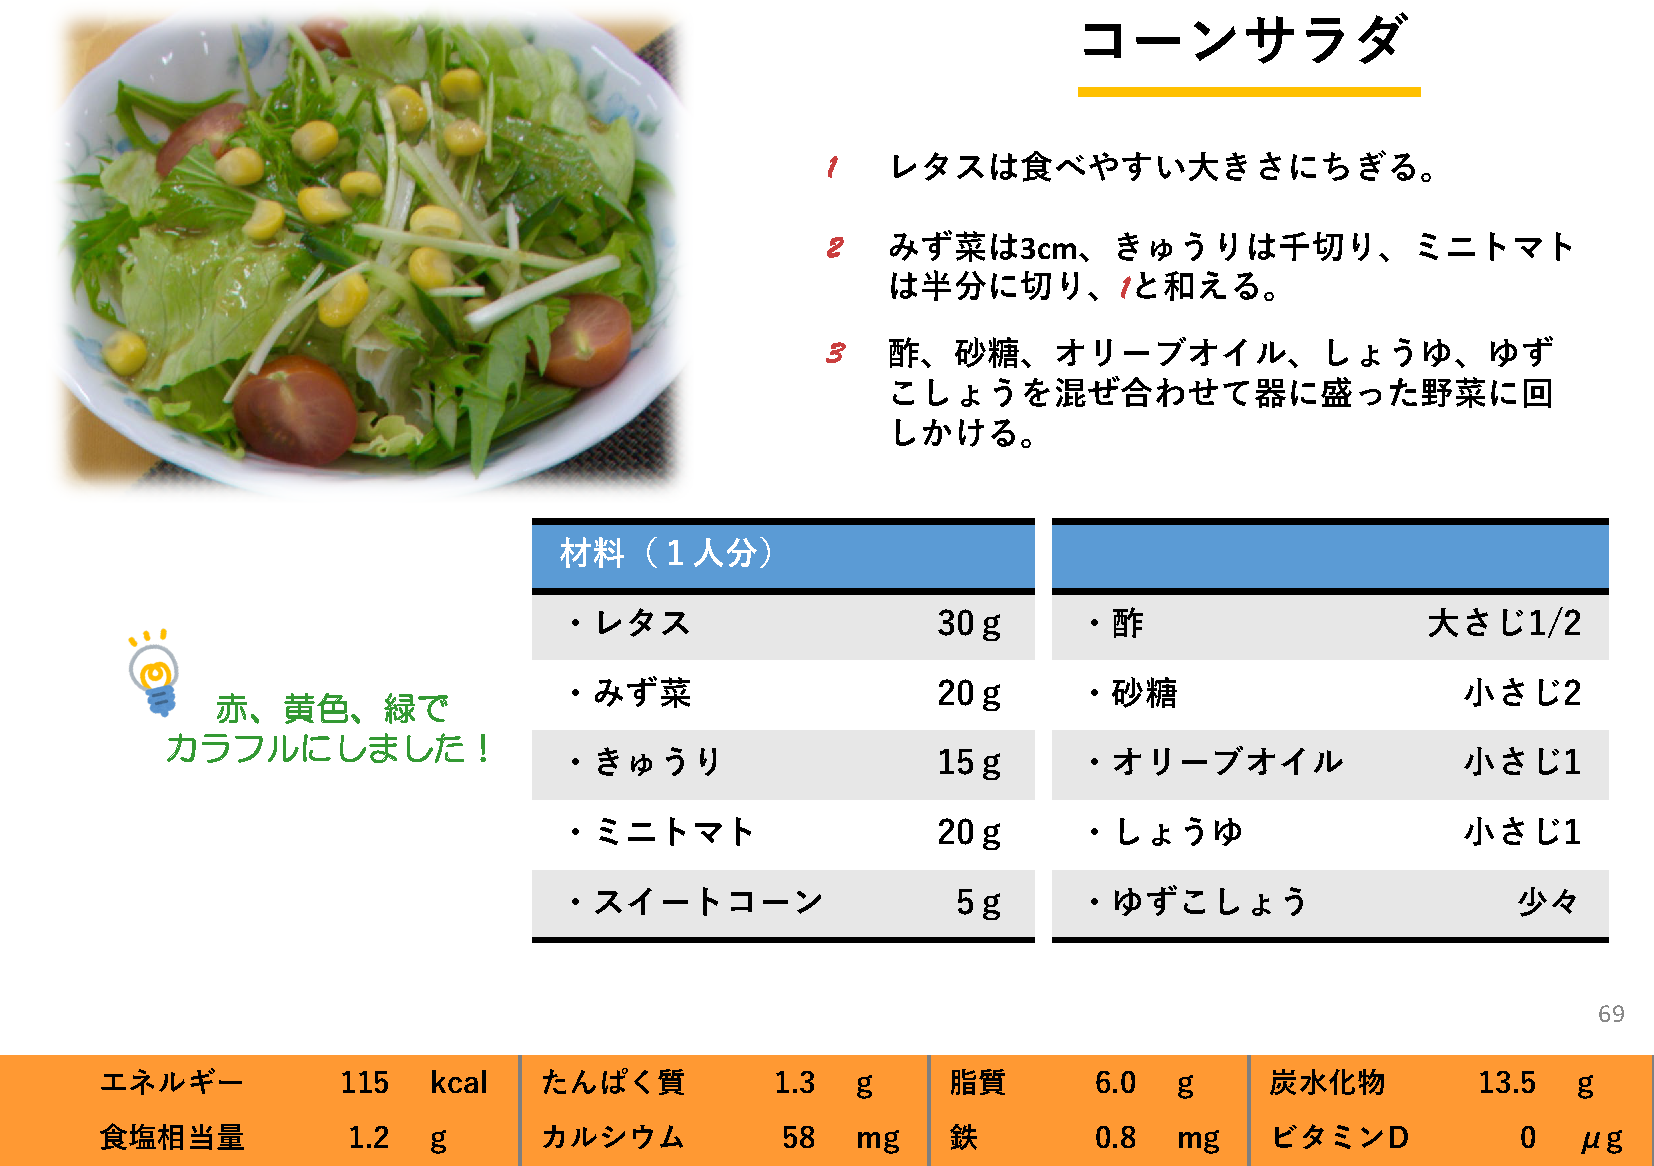 コーンサラダ
1 レタスは食べやすい大きさにちぎる。
2 みず菜は3cm、きゅうりは千切り、ミニトマト
は半分に切り、1と和える。
3 酢、砂糖、オリーブオイル、しょうゆ、ゆず
こしょうを混ぜ合わせて器に盛った野菜に回
しかける。
赤、黄色、緑で
カラフルにしました！
材料（１人分）
・レタス 30ｇ
・みず菜 20ｇ
・きゅうり 15ｇ
・ミニトマト 20ｇ
・スイートコーン 5ｇ
・酢 大さじ1/2
・砂糖 小さじ2
・オリーブオイル 小さじ1
・しょうゆ 小さじ1
・ゆずこしょう 少々
69
エネルギー 115 kcal たんぱく質 1.3 g 脂質 6.0 g 炭水化物 13.5 g
食塩相当量 1.2 g カルシウム 58 mg 鉄 0.8 mg ビタミンD 0 μg